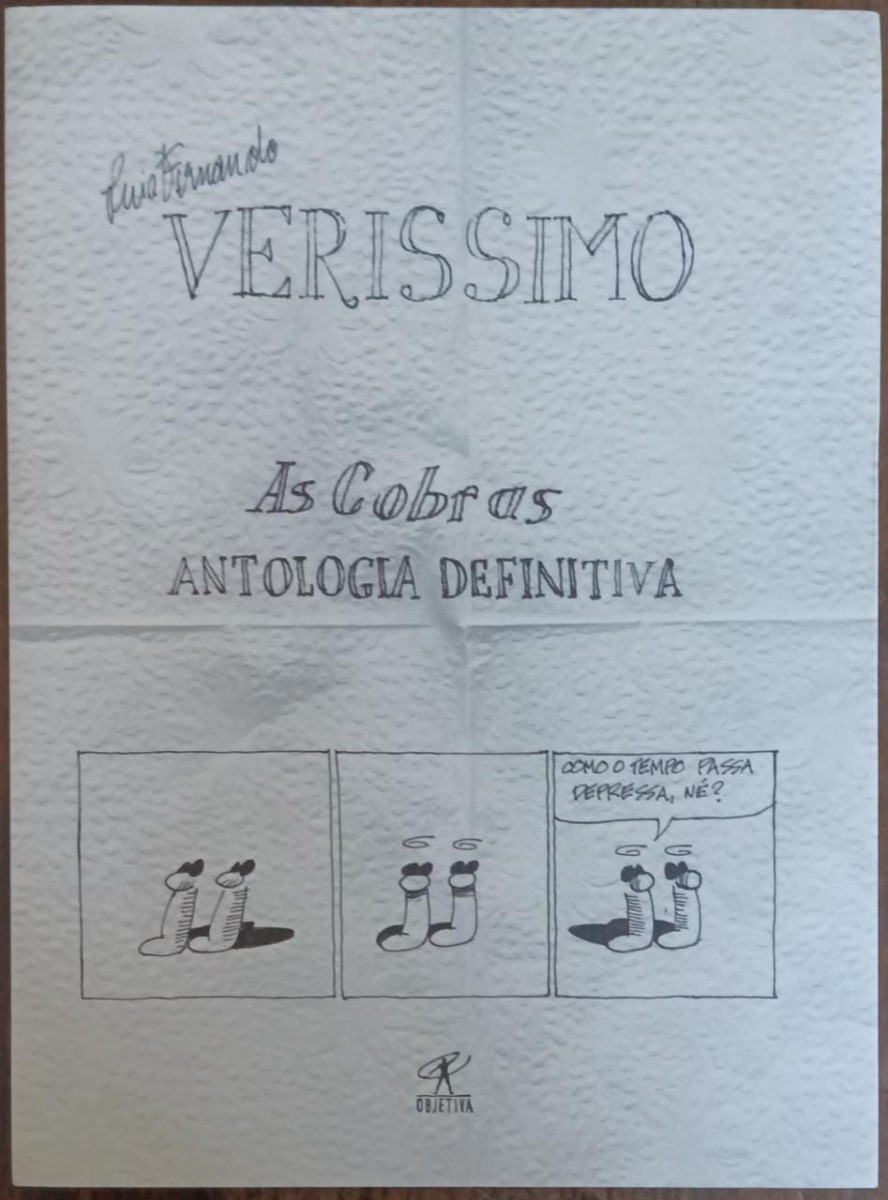 Luis Fernando
VERISSIMO
As Cobras
ANTOLOGIA DEFINITIVA
COMO O TEMPO PASSA
DEPRESSA, NÉ?
OBJETIVA